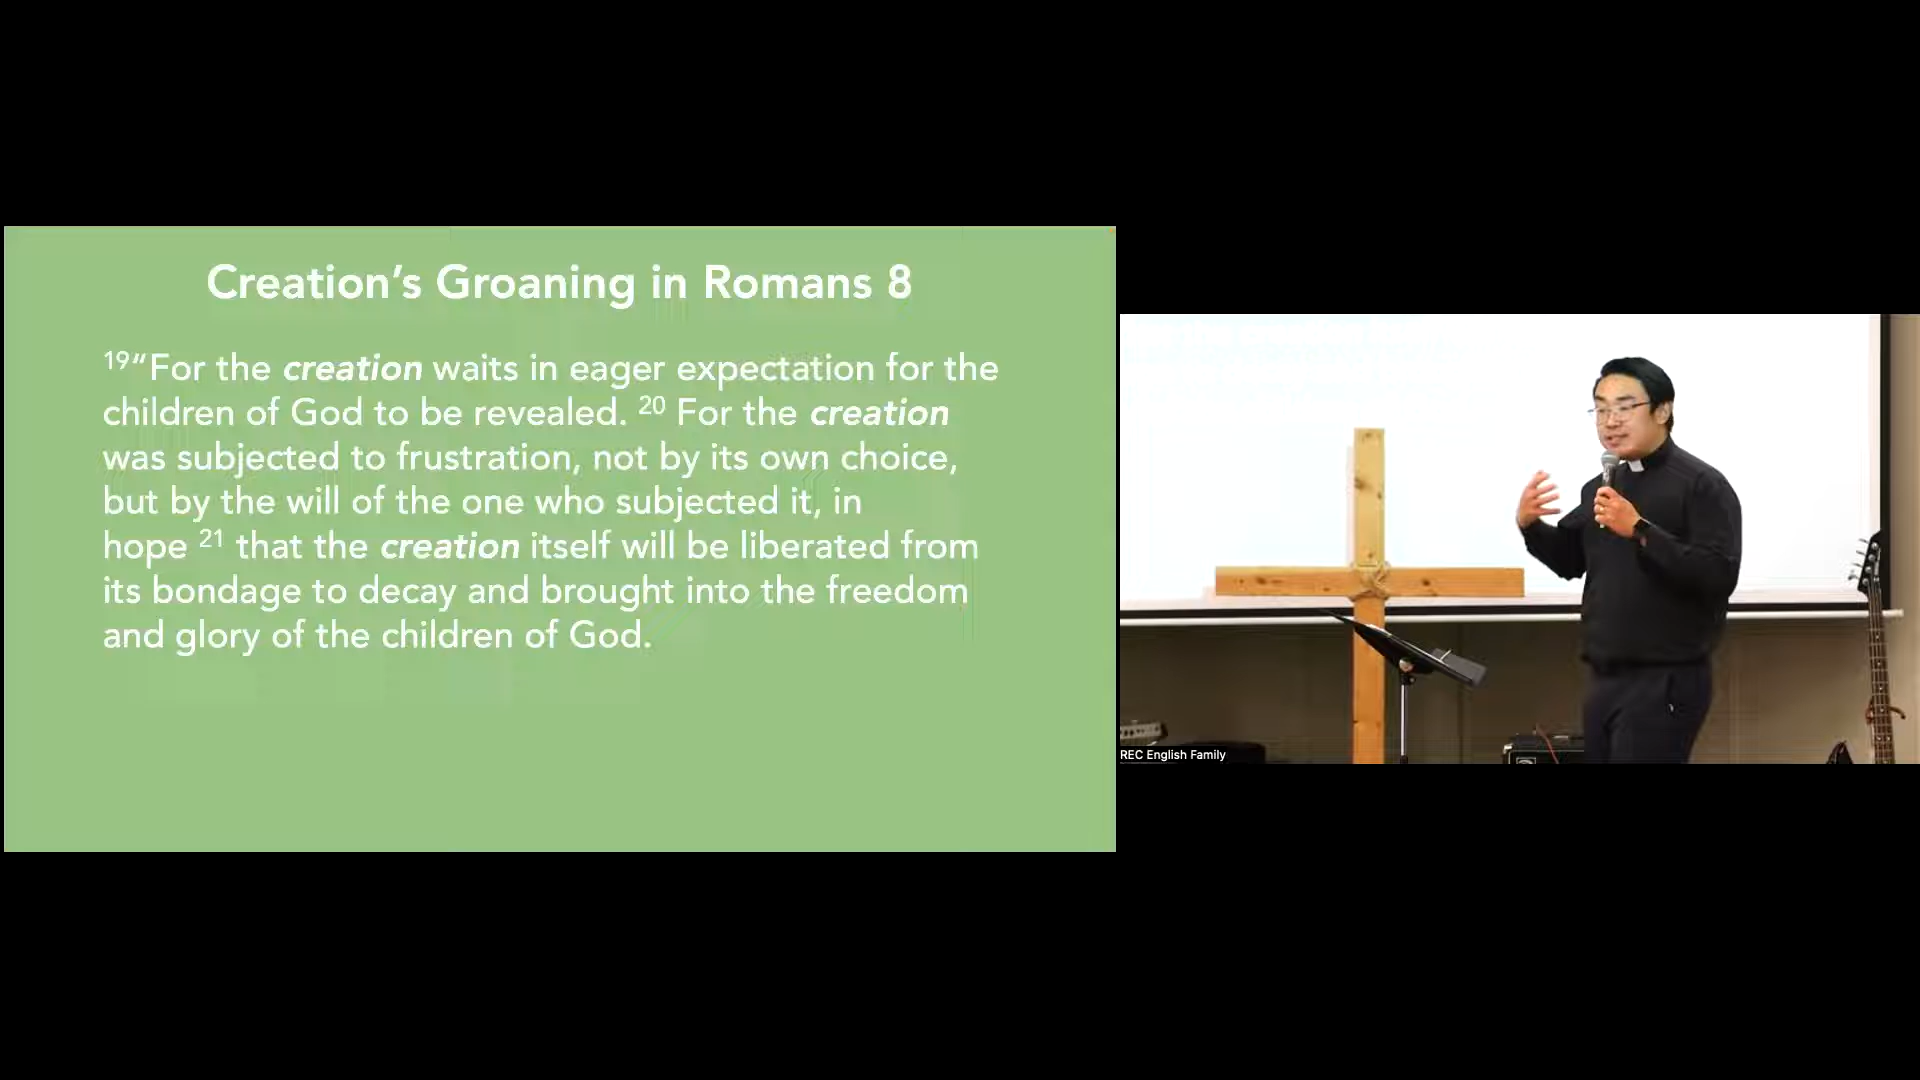 Creation’s Groaning in Romans 8
19“For the creation waits in eager expectation for the
children of God to be revealed. 20 For the creation
was subjected to frustration, not by its own choice,
but by the will of the one who subjected it, in
hope 21 that the creation itself will be liberated from
its bondage to decay and brought into the freedom
and glory of the children of God.
REC English Family